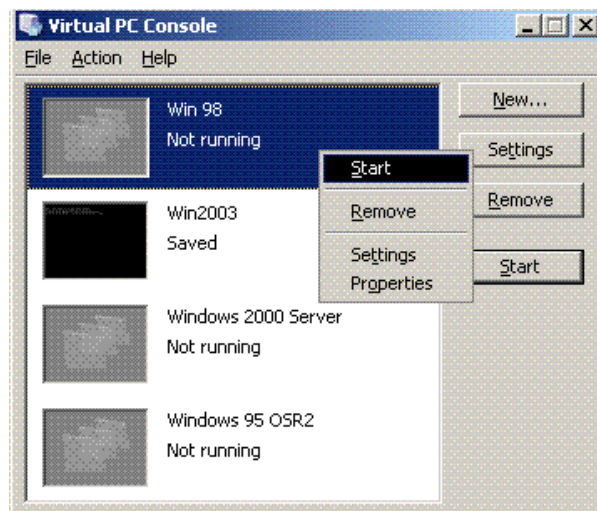 Virtual PC Console
File Action Help
Win 98
Not running
New...
Settings
Remove
Start
Start
Remove
Settings
Properties
Win2003
Saved
Windows 2000 Server
Not running
Windows 95 OSR2
Not running